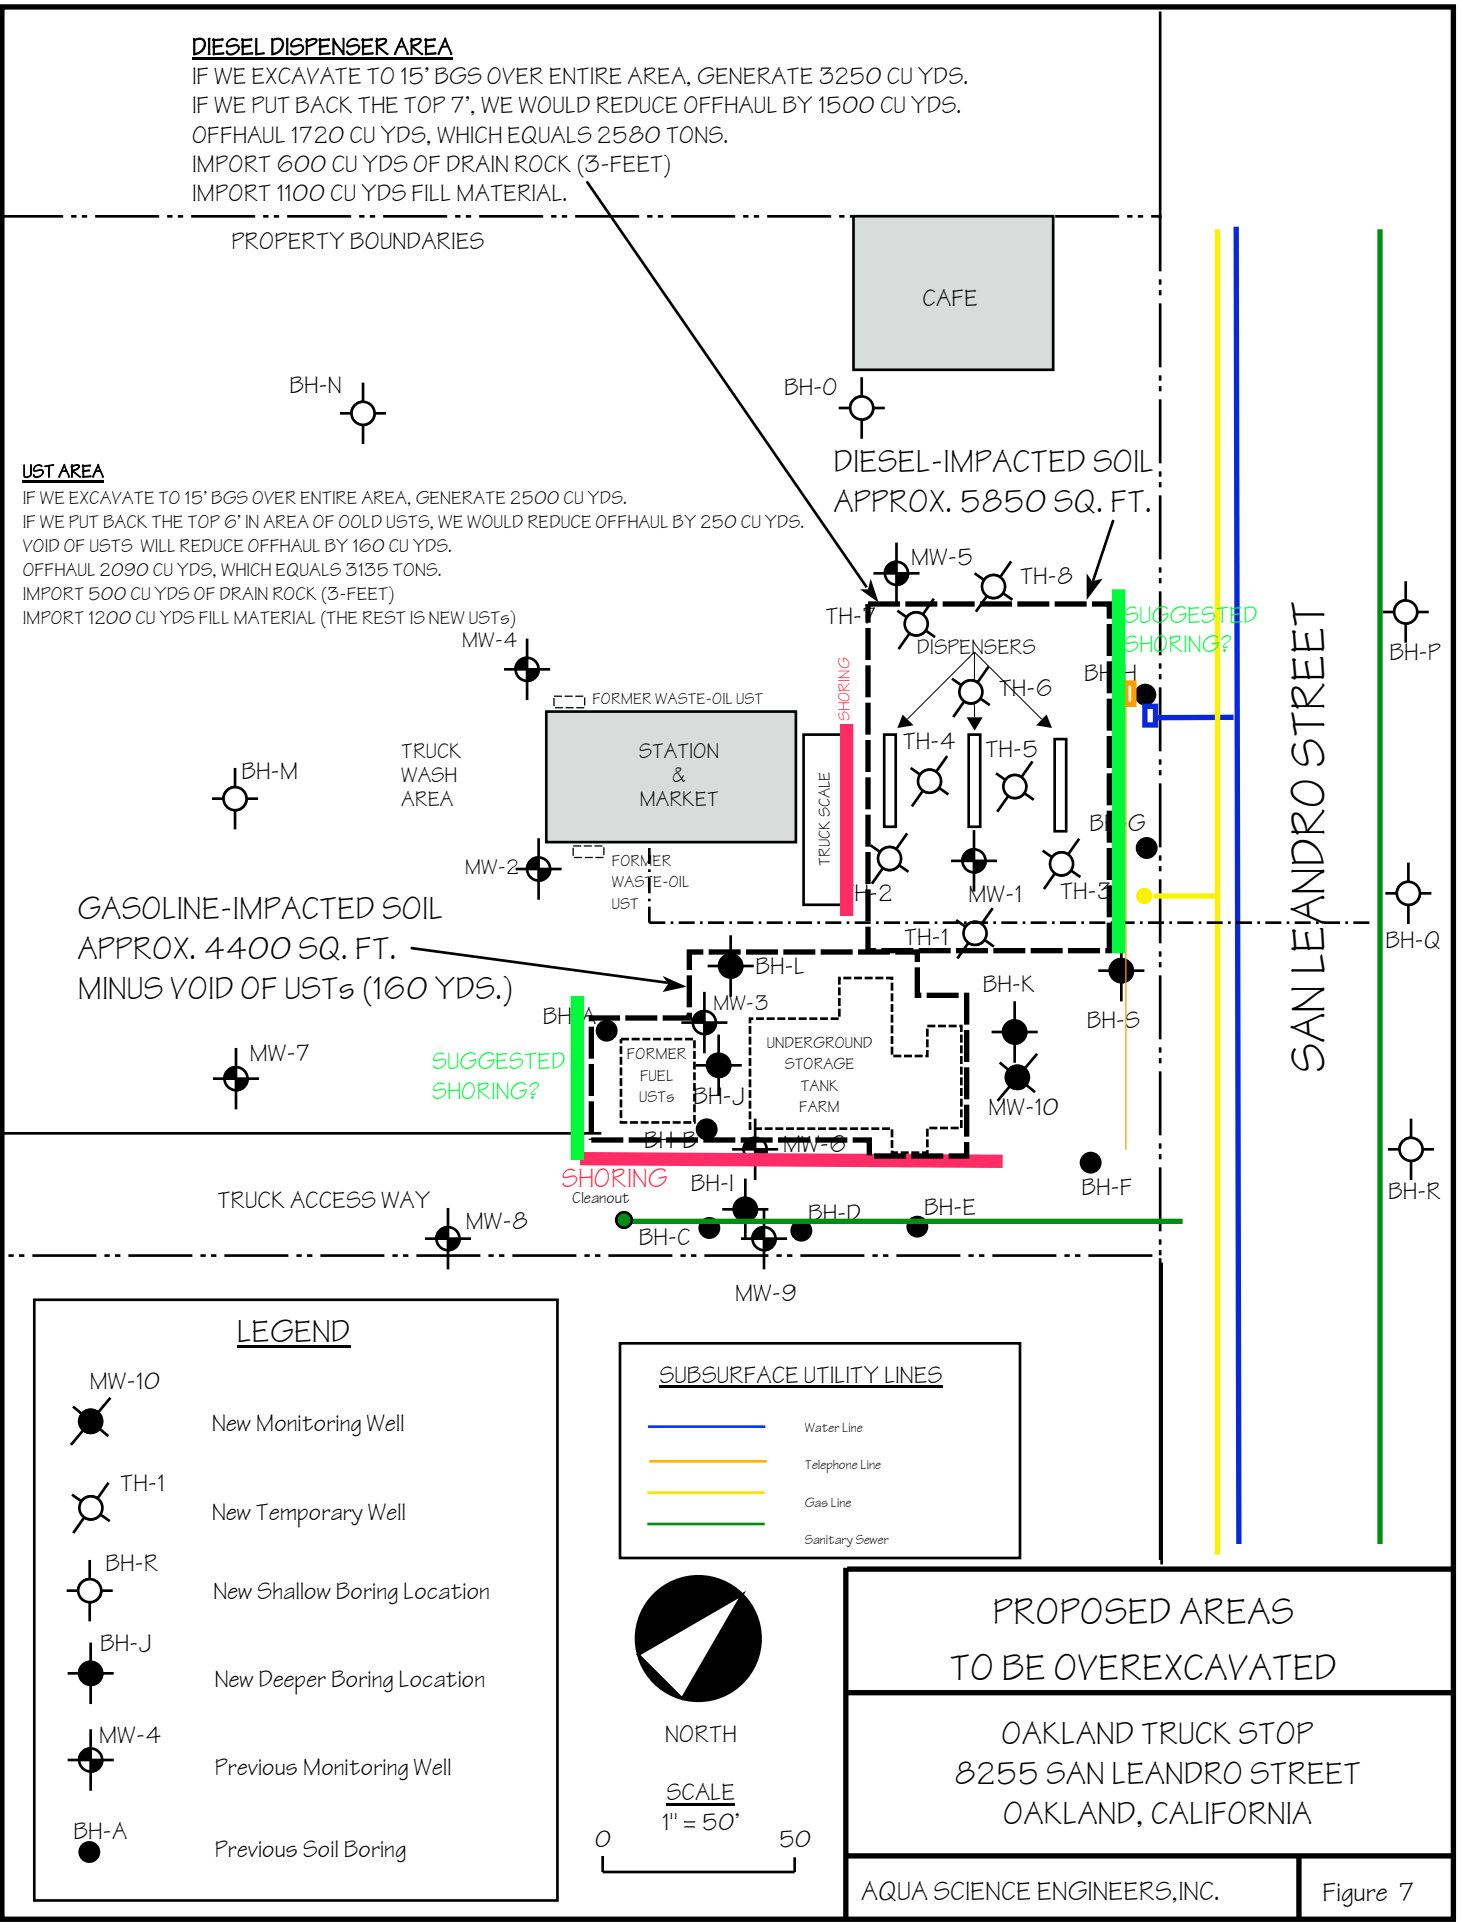 DIESEL DISPENSER AREA
IF WE EXCAVATE TO 15' BGS OVER ENTIRE AREA, GENERATE 3250 CU YDS.
IF WE PUT BACK THE TOP 7', WE WOULD REDUCE OFFHAUL BY 1500 CU YDS.
OFFHAUL 1720 CU YDS, WHICH EQUALS 2580 TONS.
IMPORT 600 CU YDS OF DRAIN ROCK (3-FEET)
IMPORT 1100 CU YDS FILL MATERIAL.
PROPERTY BOUNDARIES
CAFE
BH-N
BH-O
DIESEL-IMPACTED SOIL
APPROX. 5850 SQ. FT.
UST AREA
IF WE EXCAVATE TO 15' BGS OVER ENTIRE AREA, GENERATE 2500 CU YDS.
IF WE PUT BACK THE TOP 6' IN AREA OF OOLD USTS, WE WOULD REDUCE OFFHAUL BY 250 CU YDS.
VOID OF USTS WILL REDUCE OFFHAUL BY 160 CU YDS.
OFFHAUL 2090 CU YDS, WHICH EQUALS 3135 TONS.
IMPORT 500 CU YDS OF DRAIN ROCK (3-FEET)
IMPORT 1200 CU YDS FILL MATERIAL (THE REST IS NEW USTs)
MW-5
TH-8
TH-7
SUGGESTED
SHORING?
DISPENSERS
MW-4
BH-P
BH-H
TH-6
SHORING
FORMER WASTE-OIL UST
STATION
&
MARKET
TRUCK SCALE
TH-4
TH-5
TRUCK
WASH
AREA
BH-M
BH-G
SAN LEANDRO STREET
MW-2
FORMER
WASTE-OIL
UST
TH-2
MW-1
TH-3
GASOLINE-IMPACTED SOIL
APPROX. 4400 SQ. FT.
MINUS VOID OF USTs (160 YDS.)
TH-1
BH-Q
BH-L
BH-K
MW-3
BH-A
BH-S
UNDERGROUND
STORAGE
TANK
FARM
FORMER
FUEL
USTs
MW-7
SUGGESTED
SHORING?
BH-J
MW-10
BH-B
MW-6
SHORING
BH-I
BH-F
BH-R
Cleanout
TRUCK ACCESS WAY
MW-8
BH-C
BH-D
BH-E
MW-9
LEGEND
MW-10
New Monitoring Well
TH-1
New Temporary Well
BH-R
New Shallow Boring Location
BH-J
New Deeper Boring Location
MW-4
Previous Monitoring Well
BH-A
Previous Soil Boring
SUBSURFACE UTILITY LINES
Water Line
Telephone Line
Gas Line
Sanitary Sewer
NORTH
SCALE
1" = 50'
0 50
PROPOSED AREAS
TO BE OVEREXCAVATED
OAKLAND TRUCK STOP
8255 SAN LEANDRO STREET
OAKLAND, CALIFORNIA
AQUA SCIENCE ENGINEERS,INC.
Figure 7